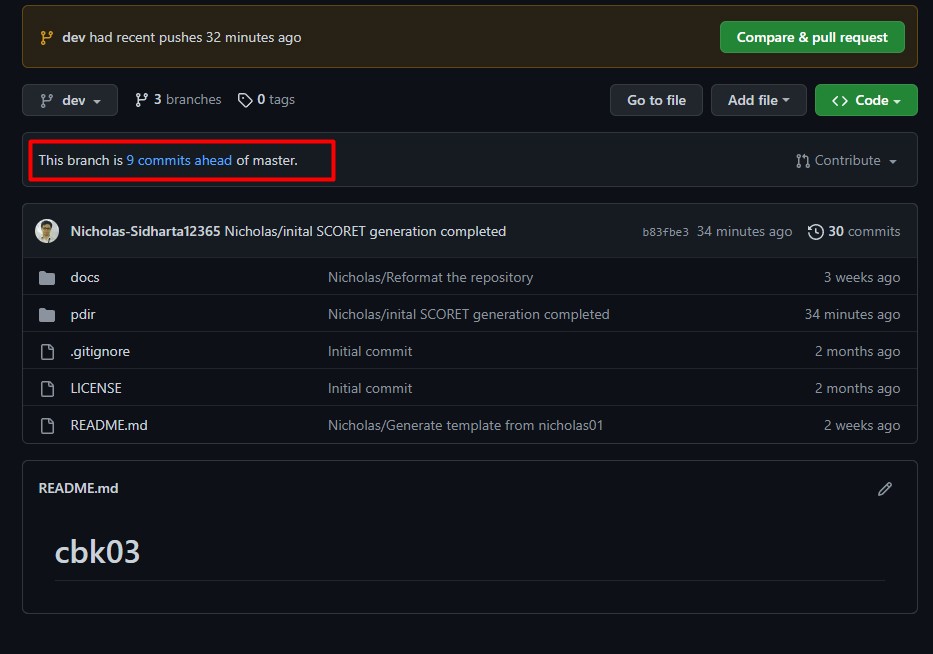 dev had recent pushes 32 minutes ago
Compare & pull request
dev
3 branches
0 tags
Go to file
Add file
Code
This branch is 9 commits ahead of master.
Contribute
Nicholas-Sidharta12365 Nicholas/inital SCORET generation completed
b83fbe3 34 minutes ago
30 commits
docs Nicholas/Reformat the repository 3 weeks ago
pdir Nicholas/inital SCORET generation completed 34 minutes ago
.gitignore Initial commit 2 months ago
LICENSE Initial commit 2 months ago
README.md Nicholas/Generate template from nicholas01 2 weeks ago
README.md
cbk03